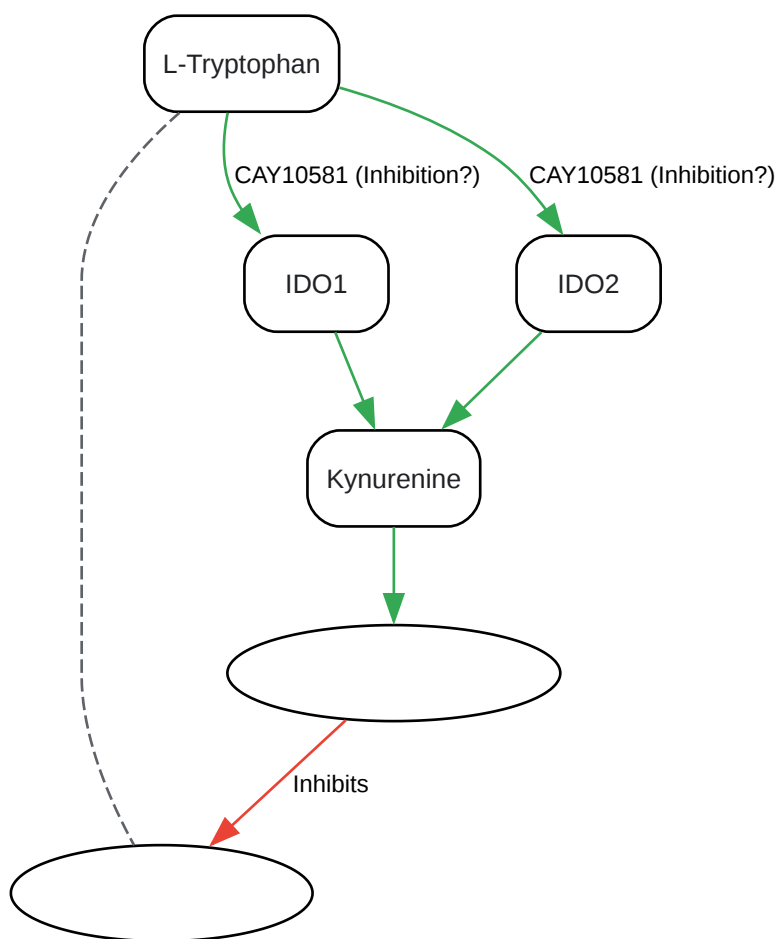 L-Tryptophan
CAY10581 (Inhibition?)
CAY10581 (Inhibition?)
IDO1
IDO2
Kynurenine
Inhibits